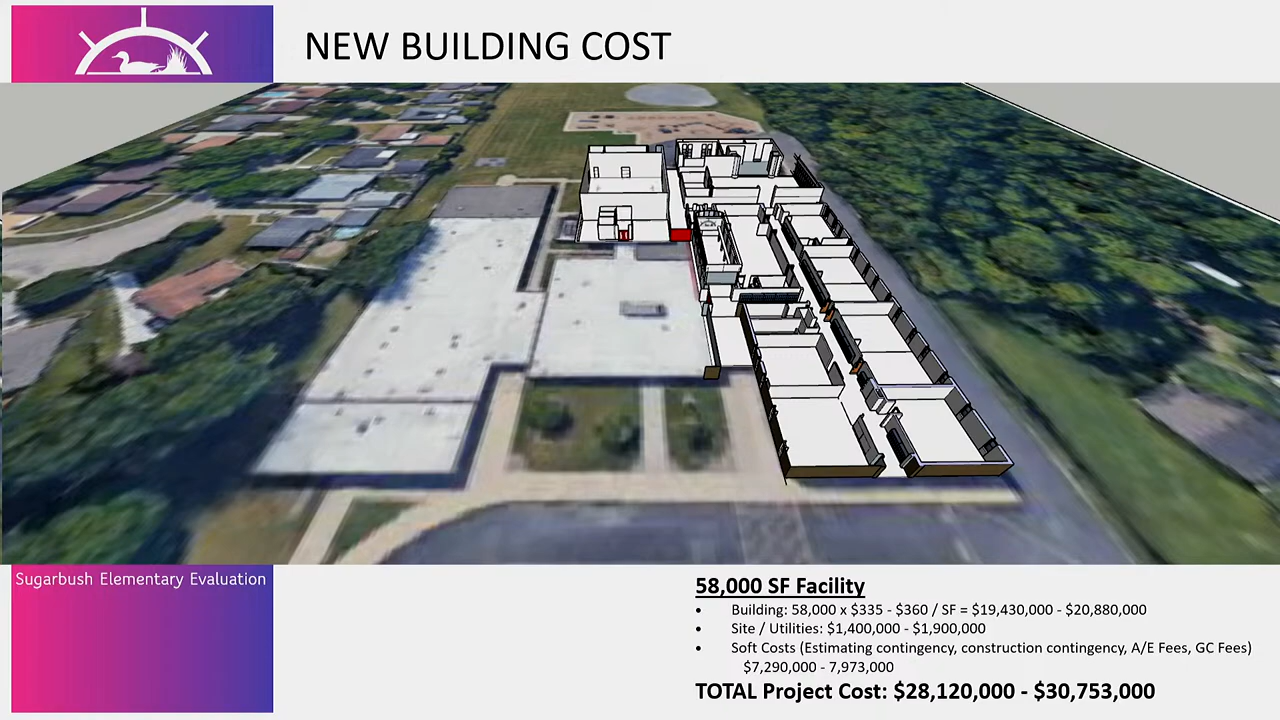 NEW BUILDING COST
Sugarbush Elementary Evaluation
58,000 SF Facility
• Building: 58,000 x $335 - $360 / SF = $19,430,000 - $20,880,000
• Site / Utilities: $1,400,000 - $1,900,000
• Soft Costs (Estimating contingency, construction contingency, A/E Fees, GC Fees)
$7,290,000 - 7,973,000
TOTAL Project Cost: $28,120,000 - $30,753,000